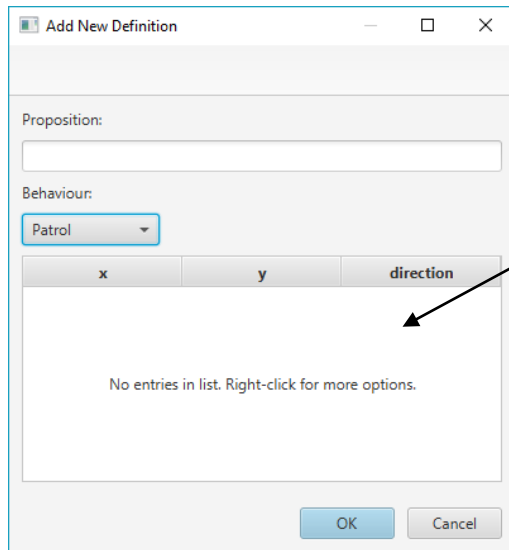 Add New Definition
Proposition:
Behaviour:
Patrol
x y direction
No entries in list. Right-click for more options.
OK Cancel